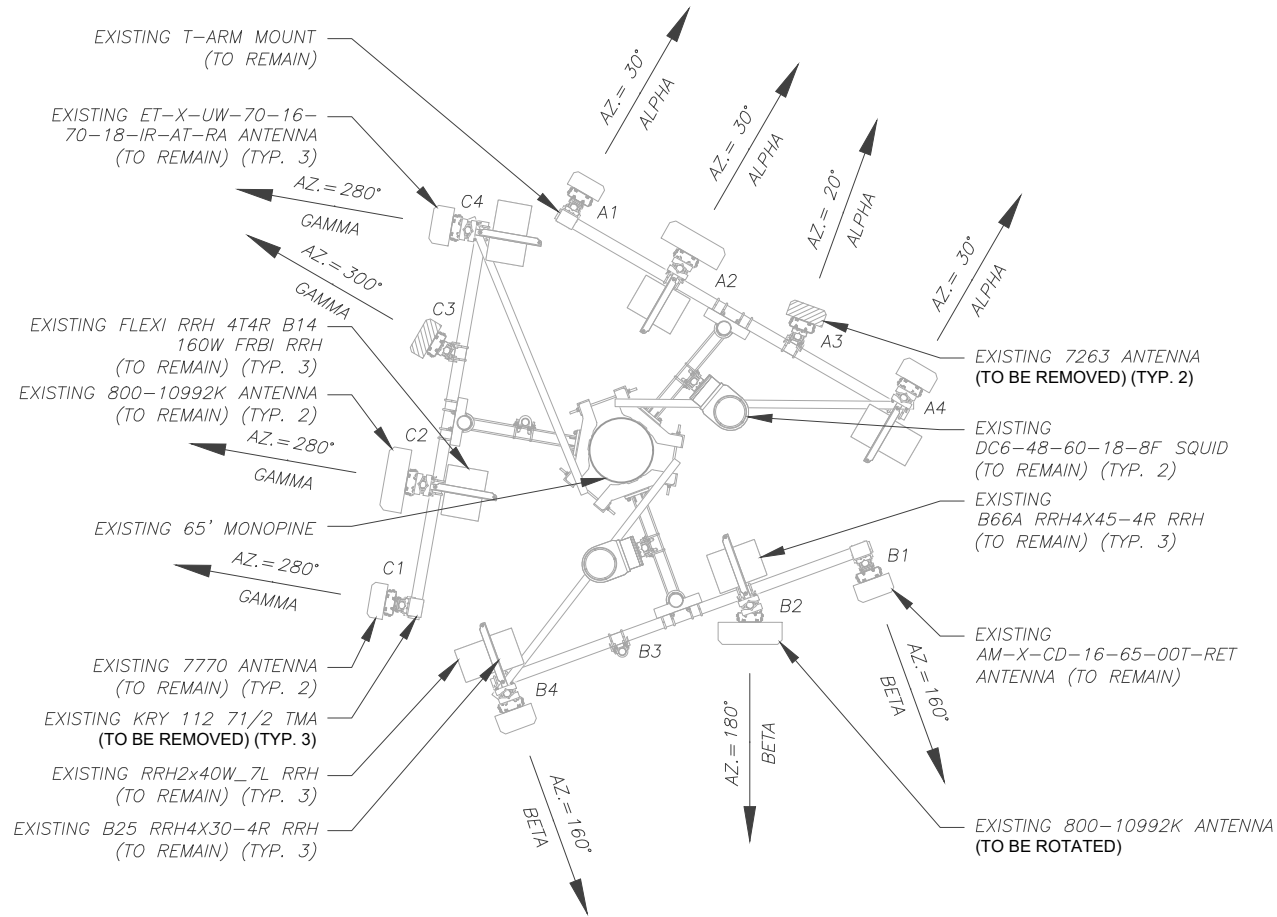 EXISTING T-ARM MOUNT
(TO REMAIN)
EXISTING ET-X-UW-70-16-
70-18-IR-AT-RA ANTENNA
(TO REMAIN) (TYP. 3)
AZ.= 280°
GAMMA
AZ.= 300°
GAMMA
EXISTING FLEXI RRH 4T4R B14
160W FRBI RRH
(TO REMAIN) (TYP. 3)
EXISTING 800-10992K ANTENNA
(TO REMAIN) (TYP. 2)
AZ.= 280°
GAMMA
EXISTING 65' MONOPINE
AZ.= 280°
GAMMA
EXISTING 7770 ANTENNA
(TO REMAIN) (TYP. 2)
EXISTING KRY 112 71/2 TMA
(TO BE REMOVED) (TYP. 3)
EXISTING RRH2x40W_7L RRH
(TO REMAIN) (TYP. 3)
EXISTING B25 RRH4X30-4R RRH
(TO REMAIN) (TYP. 3)
C4
C3
C2
C1
AZ.= 30°
ALPHA
AZ.= 30°
ALPHA
AZ.= 20°
ALPHA
AZ.= 30°
ALPHA
A1
A2
A3
A4
B1
B2
B3
B4
AZ.= 160°
BETA
AZ.= 180°
BETA
AZ.= 160°
BETA
EXISTING 7263 ANTENNA
(TO BE REMOVED) (TYP. 2)
EXISTING
DC6-48-60-18-8F SQUID
(TO REMAIN) (TYP. 2)
EXISTING
B66A RRH4X45-4R RRH
(TO REMAIN) (TYP. 3)
EXISTING
AM-X-CD-16-65-00T-RET
ANTENNA (TO REMAIN)
EXISTING 800-10992K ANTENNA
(TO BE ROTATED)